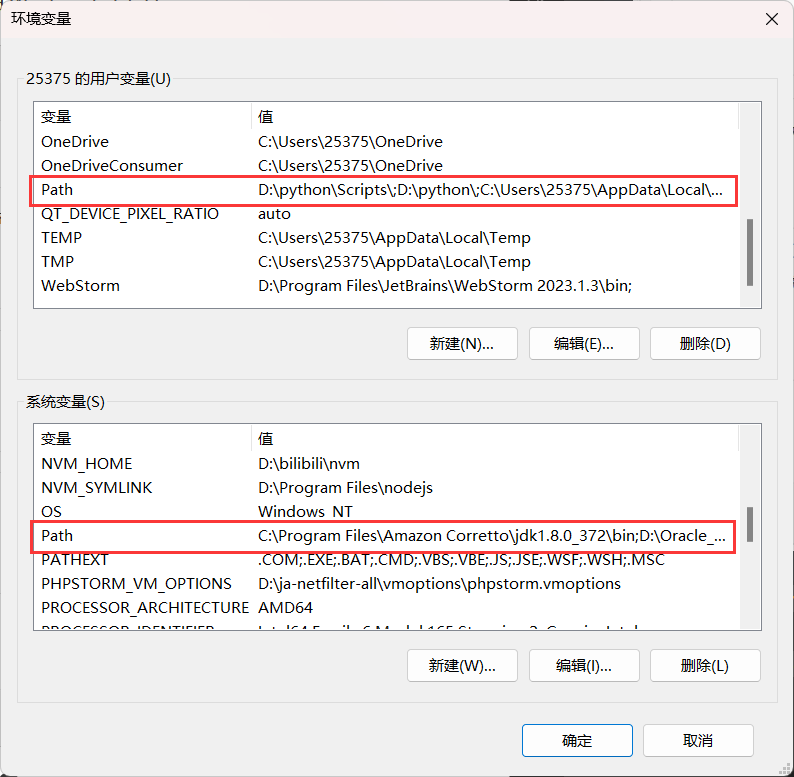 环境变量
25375 的用户变量(U)
变量 值
OneDrive C:\Users\25375\OneDrive
OneDriveConsumer C:\Users\25375\OneDrive
Path D:\python\Scripts\;D:\python\;C:\Users\25375\AppData\Local\...
QT_DEVICE_PIXEL_RATIO auto
TEMP C:\Users\25375\AppData\Local\Temp
TMP C:\Users\25375\AppData\Local\Temp
WebStorm D:\Program Files\JetBrains\WebStorm 2023.1.3\bin;
新建(N)... 编辑(E)... 删除(D)
系统变量(S)
变量 值
NVM_HOME D:\bilibili\nvm
NVM_SYMLINK D:\Program Files\nodejs
OS Windows_NT
Path C:\Program Files\Amazon Corretto\jdk1.8.0_372\bin;D:\Oracle_...
PATHEXT .COM;.EXE;.BAT;.CMD;.VBS;.VBE;.JS;.JSE;.WSF;.WSH;.MSC
PHPSTORM_VM_OPTIONS D:\ja-netfilter-all\vmoptions\phpstorm.vmoptions
PROCESSOR_ARCHITECTURE AMD64
新建(W)... 编辑(I)... 删除(L)
确定 取消